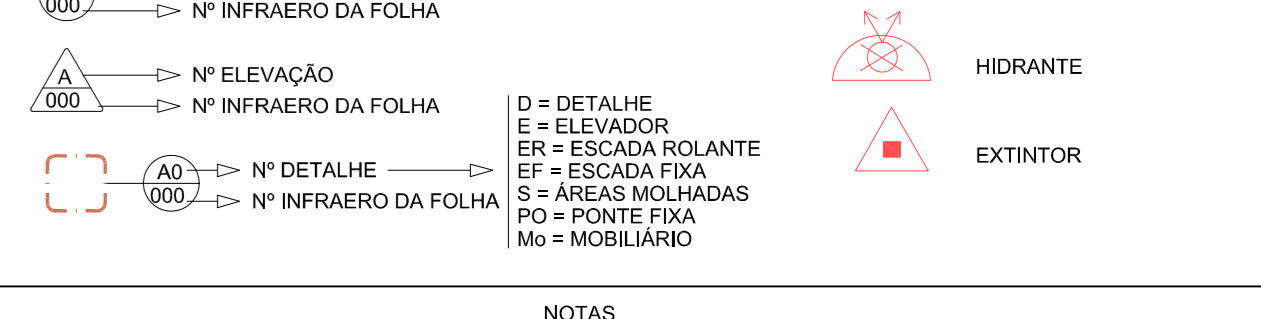 000
Nº INFRAERO DA FOLHA
A
Nº ELEVAÇÃO
000
Nº INFRAERO DA FOLHA
A0
Nº DETALHE
000
Nº INFRAERO DA FOLHA
D = DETALHE
E = ELEVADOR
ER = ESCADA ROLANTE
EF = ESCADA FIXA
S = ÁREAS MOLHADAS
PO = PONTE FIXA
Mo = MOBILIÁRIO
HIDRANTE
EXTINTOR
NOTAS